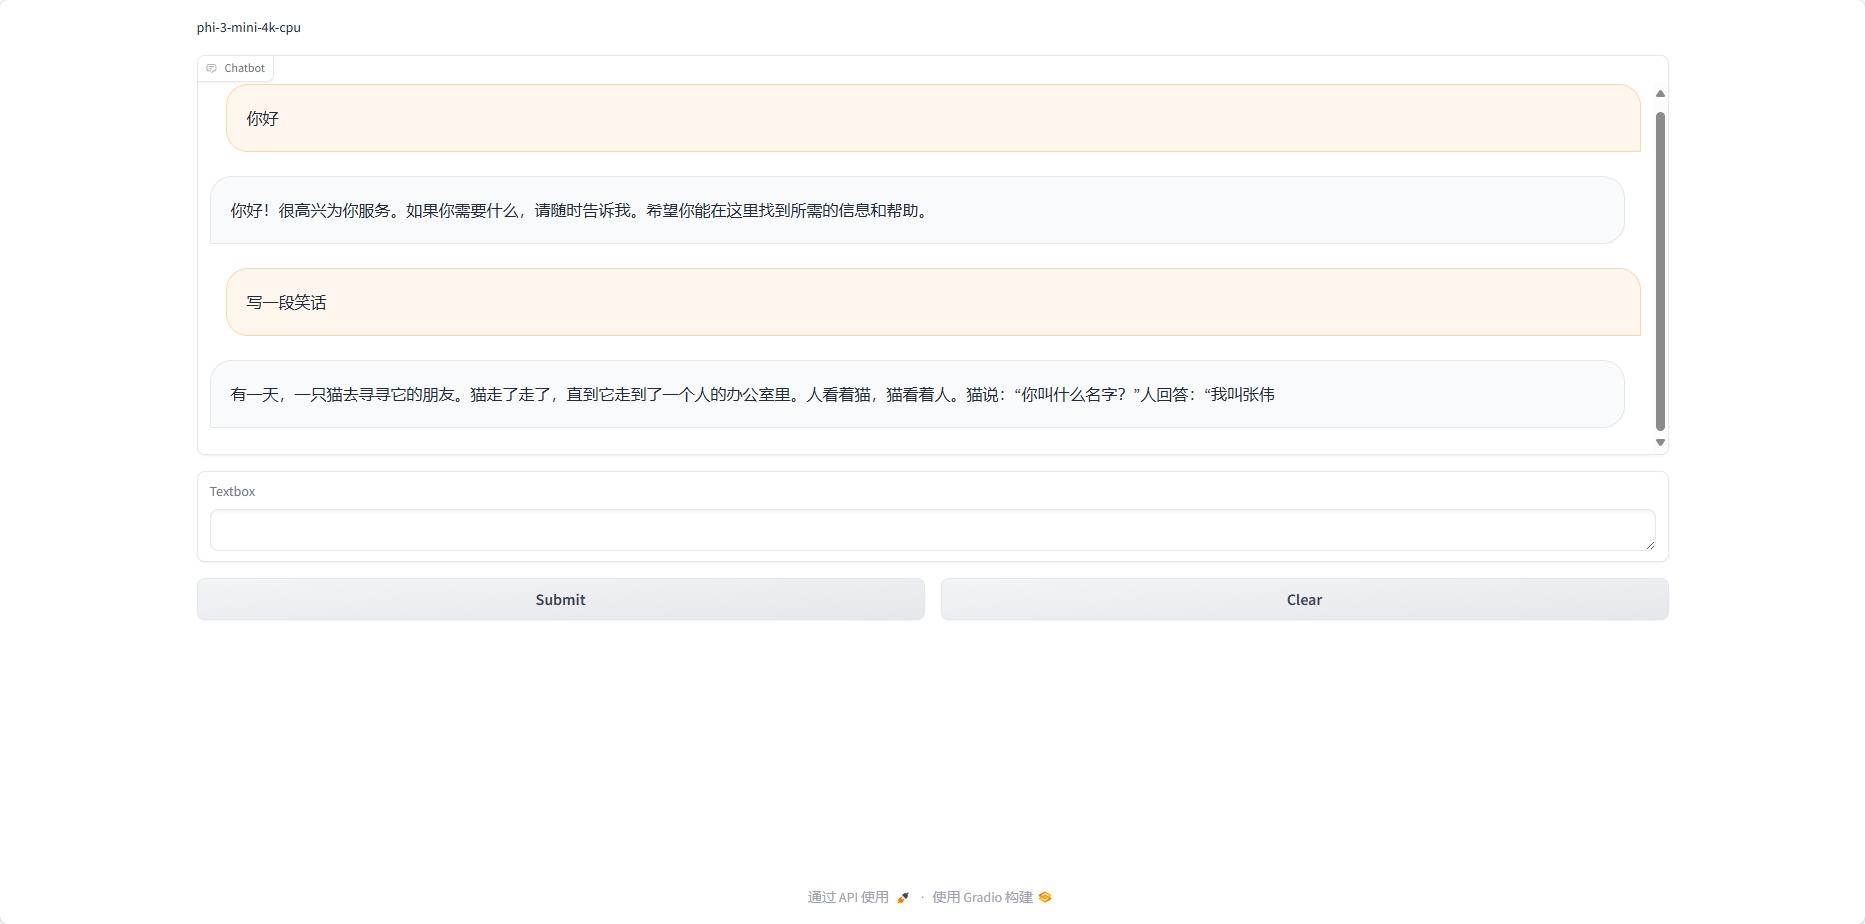 phi-3-mini-4k-cpu
Chatbot
你好
你好！很高兴为你服务。如果你需要什么，请随时告诉我。希望你能在这里找到所需的信息和帮助。
写一段笑话
有一天，一只猫去寻寻它的朋友。猫走了走了，直到它走到了一个人的办公室里。人看着猫，猫看着人。猫说：“你叫什么名字？”人回答：“我叫张伟
Textbox
Submit
Clear
通过 API 使用 · 使用 Gradio 构建